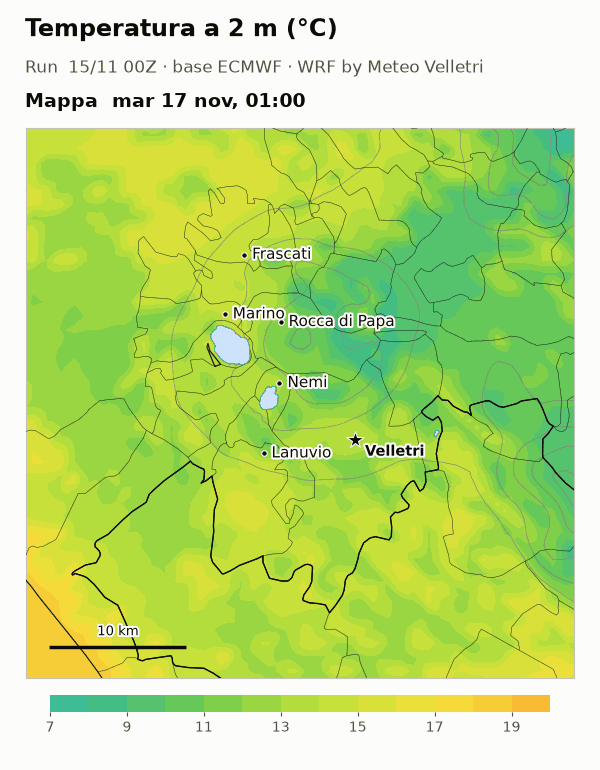 Temperatura a 2 m (°C)
Run  15/11 00Z · base ECMWF · WRF by Meteo Velletri
Mappa  mar 17 nov, 01:00
Frascati
Marino
Rocca di Papa
Nemi
Velletri
Lanuvio
10 km
7 9 11 13 15 17 19